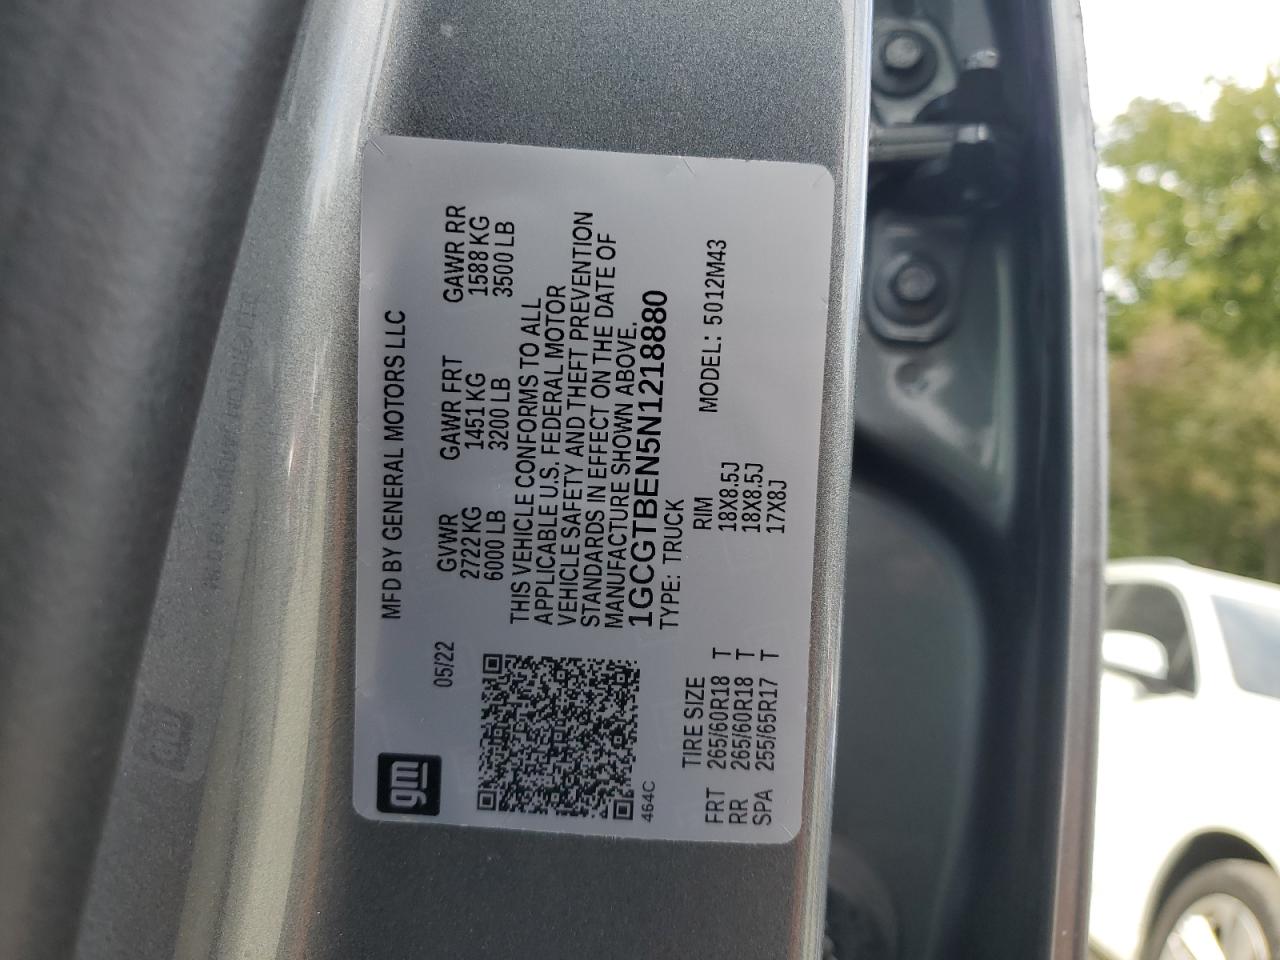 gm
MFD BY GENERAL MOTORS LLC
05/22
GVWR GAWR FRT GAWR RR
2722 KG 1451 KG 1588 KG
6000 LB 3200 LB 3500 LB
THIS VEHICLE CONFORMS TO ALL
APPLICABLE U.S. FEDERAL MOTOR
VEHICLE SAFETY AND THEFT PREVENTION
STANDARDS IN EFFECT ON THE DATE OF
MANUFACTURE SHOWN ABOVE.
1GCGTBEN5N1218880
464C
TYPE: TRUCK
TIRE SIZE RIM MODEL: 5012M43
FRT 265/60R18 T 18X8.5J
RR 265/60R18 T 18X8.5J
SPA 255/65R17 T 17X8J